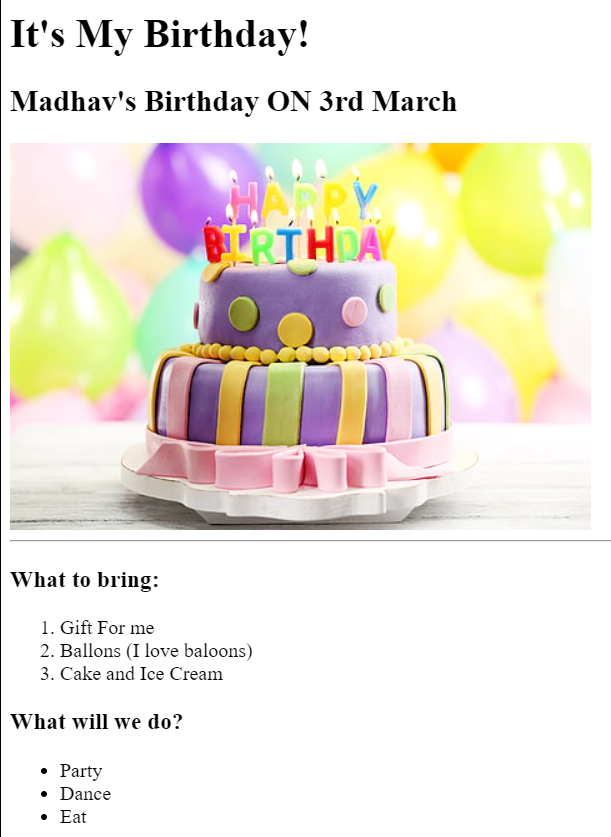 It's My Birthday!
Madhav's Birthday ON 3rd March
HAPPY
BIRTHDAY
What to bring:
1. Gift For me
2. Ballons (I love baloons)
3. Cake and Ice Cream
What will we do?
• Party
• Dance
• Eat